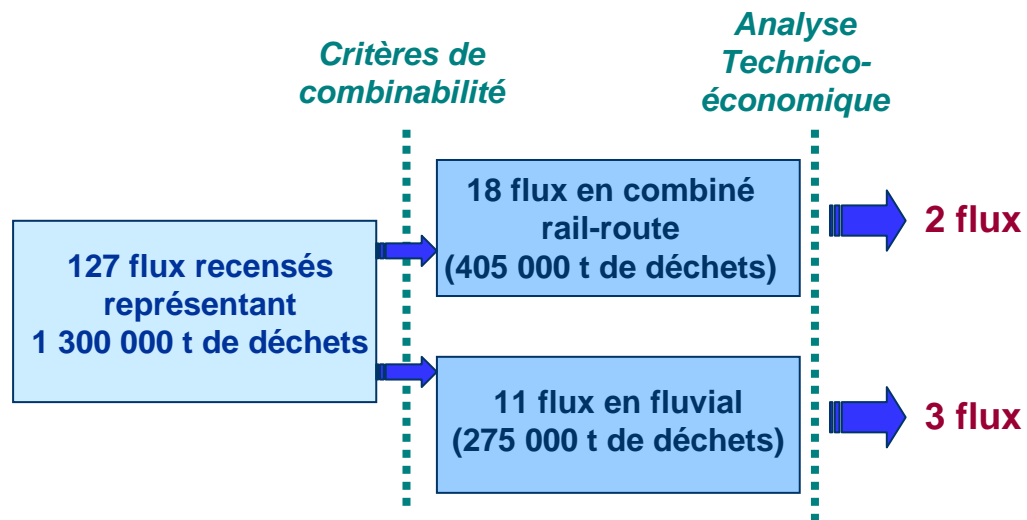 Critères de
combinabilité
Analyse
Technico-
économique
127 flux recensés
représentant
1 300 000 t de déchets
18 flux en combiné
rail-route
(405 000 t de déchets)
2 flux
11 flux en fluvial
(275 000 t de déchets)
3 flux